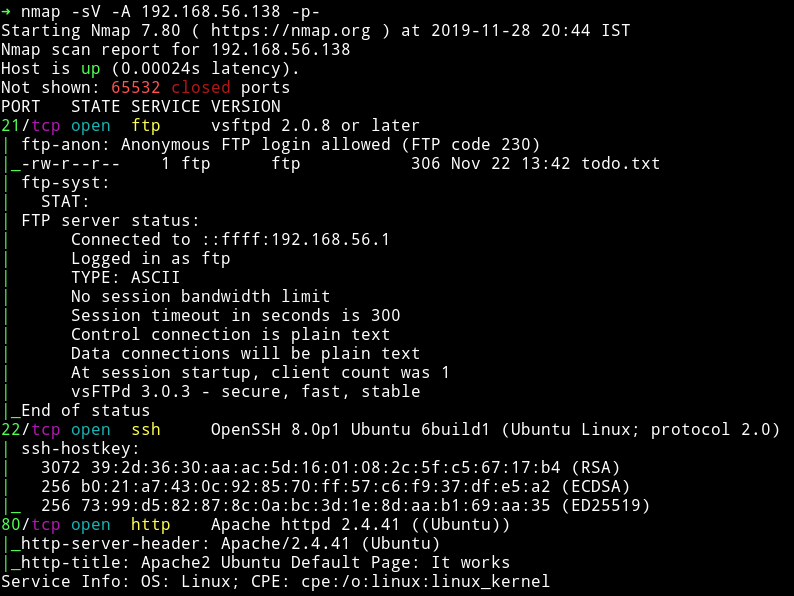 ➜ nmap -sV -A 192.168.56.138 -p-
Starting Nmap 7.80 ( https://nmap.org ) at 2019-11-28 20:44 IST
Nmap scan report for 192.168.56.138
Host is up (0.00024s latency).
Not shown: 65532 closed ports
PORT   STATE SERVICE VERSION
21/tcp open  ftp     vsftpd 2.0.8 or later
| ftp-anon: Anonymous FTP login allowed (FTP code 230)
|_-rw-r--r--    1 ftp      ftp           306 Nov 22 13:42 todo.txt
| ftp-syst:
|   STAT:
| FTP server status:
|      Connected to ::ffff:192.168.56.1
|      Logged in as ftp
|      TYPE: ASCII
|      No session bandwidth limit
|      Session timeout in seconds is 300
|      Control connection is plain text
|      Data connections will be plain text
|      At session startup, client count was 1
|      vsFTPd 3.0.3 - secure, fast, stable
|_End of status
22/tcp open  ssh     OpenSSH 8.0p1 Ubuntu 6build1 (Ubuntu Linux; protocol 2.0)
| ssh-hostkey:
|   3072 39:2d:36:30:aa:ac:5d:16:01:08:2c:5f:c5:67:17:b4 (RSA)
|   256 b0:21:a7:43:0c:92:85:70:ff:57:c6:f9:37:df:e5:a2 (ECDSA)
|_  256 73:99:d5:82:87:8c:0a:bc:3d:1e:8d:aa:b1:69:aa:35 (ED25519)
80/tcp open  http    Apache httpd 2.4.41 ((Ubuntu))
|_http-server-header: Apache/2.4.41 (Ubuntu)
|_http-title: Apache2 Ubuntu Default Page: It works
Service Info: OS: Linux; CPE: cpe:/o:linux:linux_kernel